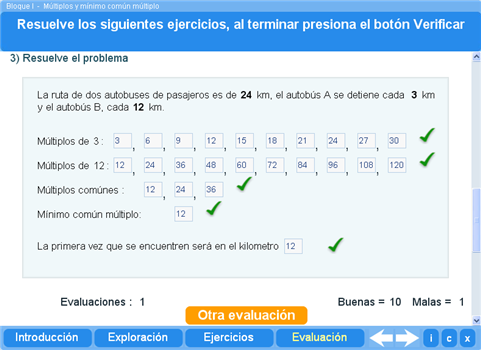 Bloque I - Múltiplos y mínimo común múltiplo
Resuelve los siguientes ejercicios, al terminar presiona el botón Verificar
3) Resuelve el problema
La ruta de dos autobuses de pasajeros es de 24 km, el autobús A se detiene cada 3 km
y el autobús B, cada 12 km.
Múltiplos de 3 : 3 , 6 , 9 , 12 , 15 , 18 , 21 , 24 , 27 , 30
Múltiplos de 12 : 12 , 24 , 36 , 48 , 60 , 72 , 84 , 96 , 108 , 120
Múltiplos comúnes : 12 , 24 , 36
Mínimo común múltiplo: 12
La primera vez que se encuentren será en el kilometro 12
Evaluaciones : 1 Buenas = 10 Malas = 1
Otra evaluación
Introducción Exploración Ejercicios Evaluación i c x